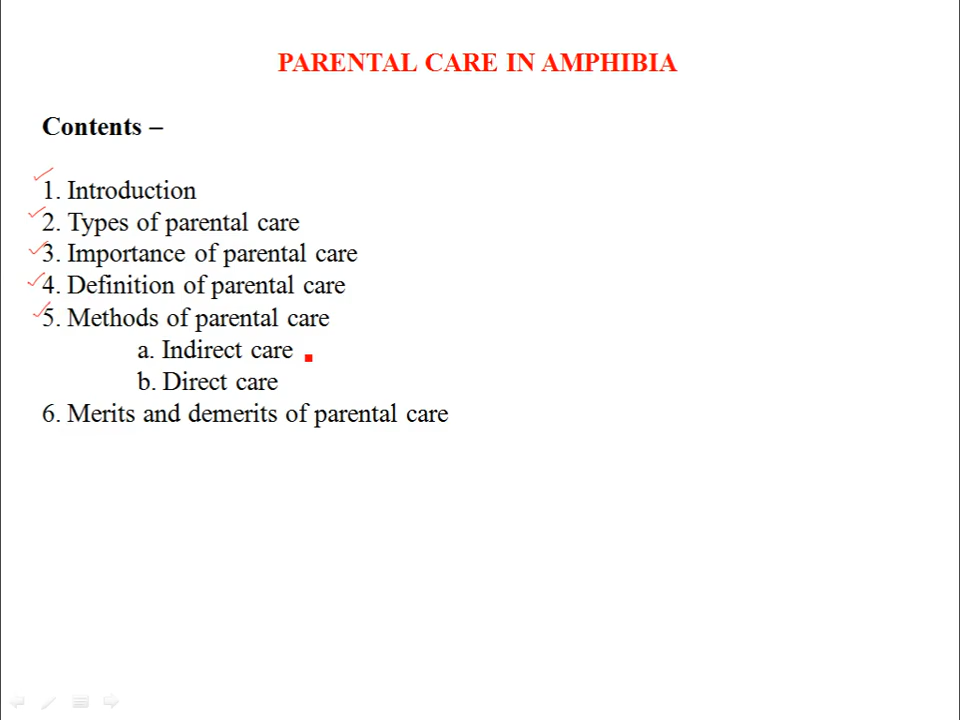 PARENTAL CARE IN AMPHIBIA
Contents –
1. Introduction
2. Types of parental care
3. Importance of parental care
4. Definition of parental care
5. Methods of parental care
a. Indirect care
b. Direct care
6. Merits and demerits of parental care